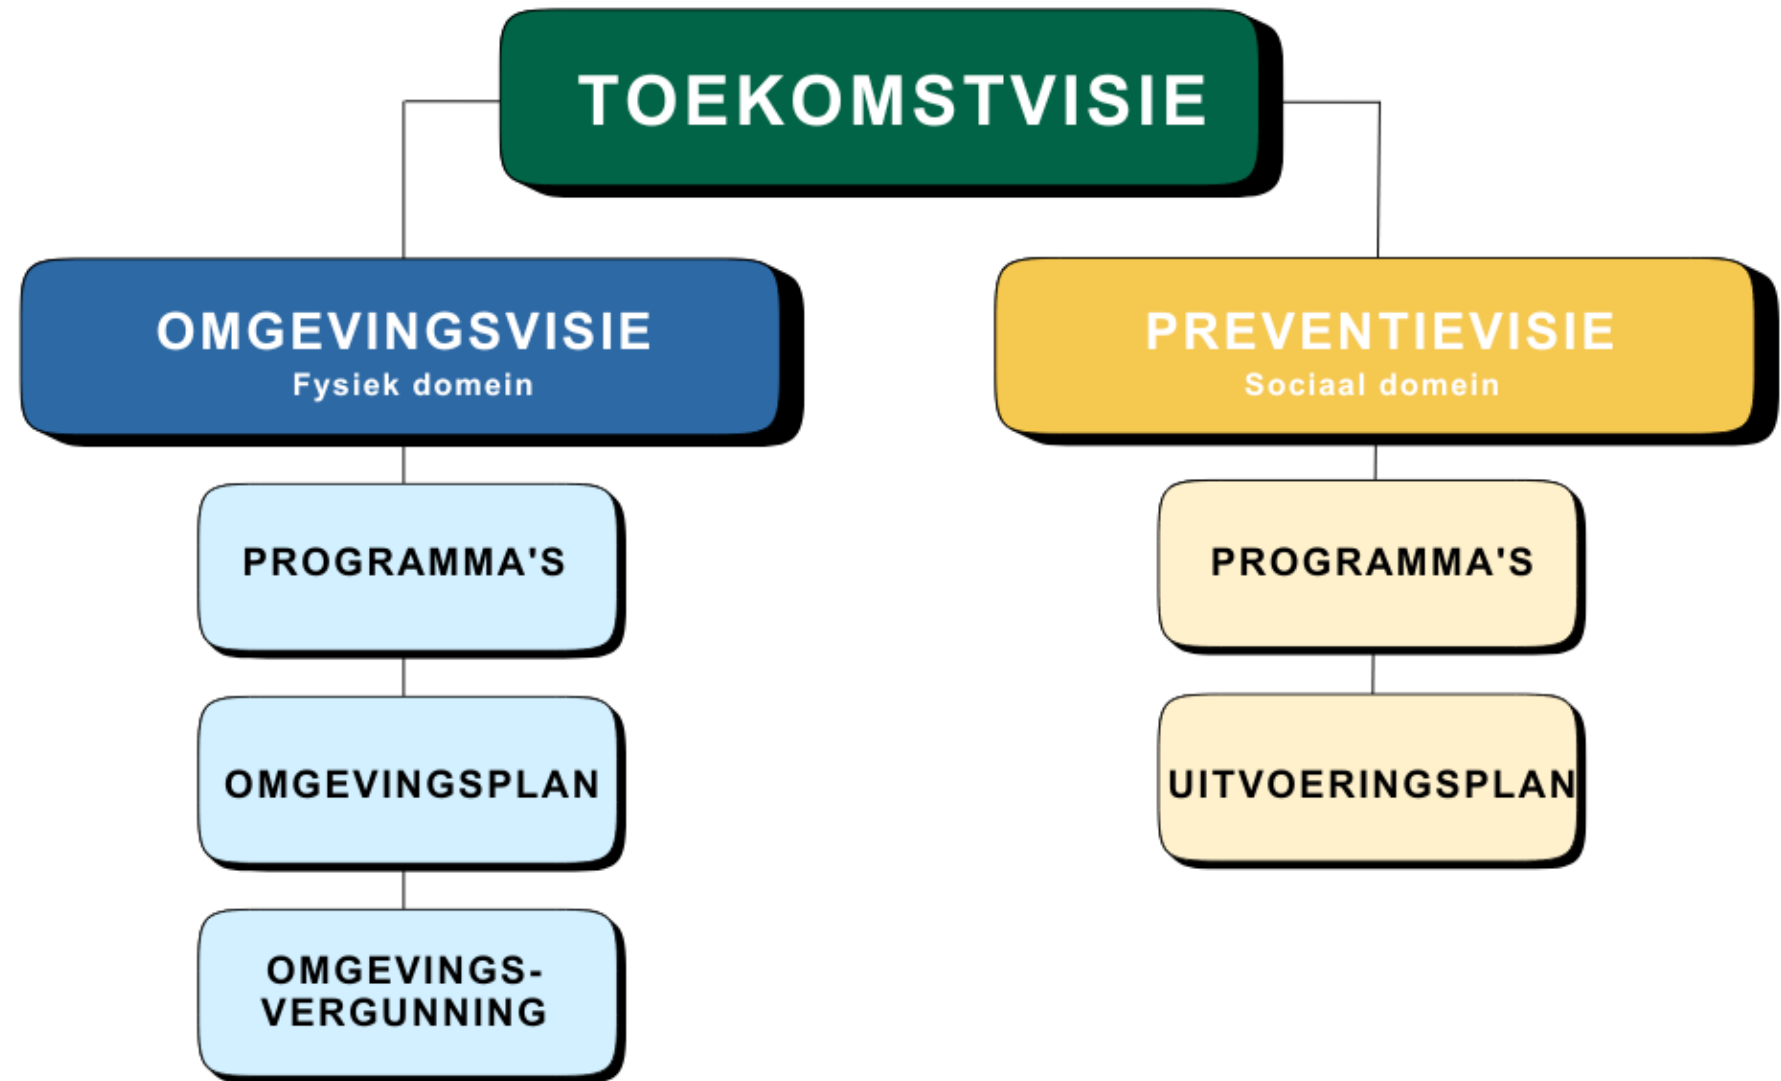 TOEKOMSTVISIE
OMGEVINGSVISIE
Fysiek domein
PROGRAMMA'S
OMGEVINGSPLAN
OMGEVINGS-
VERGUNNING
PREVENTIEVISIE
Sociaal domein
PROGRAMMA'S
UITVOERINGSPLAN